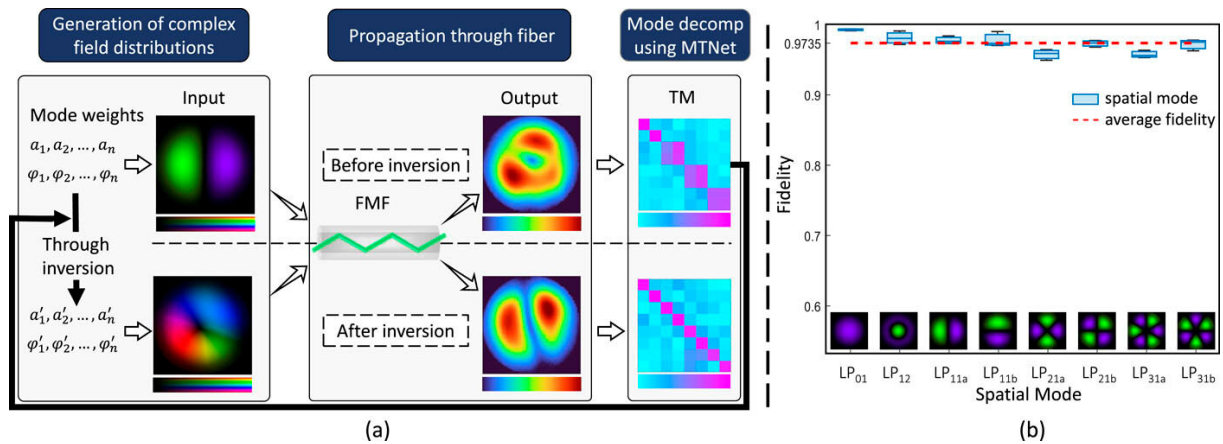 Generation of complex
field distributions
Propagation through fiber
Mode decomp
using MTNet
Mode weights
a₁, a₂, ..., aₙ
φ₁, φ₂, ..., φₙ
Through
inversion
a′₁, a′₂, ..., a′ₙ
φ′₁, φ′₂, ..., φ′ₙ
Input
Before inversion
FMF
After inversion
Output
TM
(a)
Fidelity
1
0.9735
0.9
0.8
0.7
0.6
spatial mode
average fidelity
LP₀₁ LP₁₂ LP₁₁ₐ LP₁₁b LP₂₁ₐ LP₂₁b LP₃₁ₐ LP₃₁b
Spatial Mode
(b)